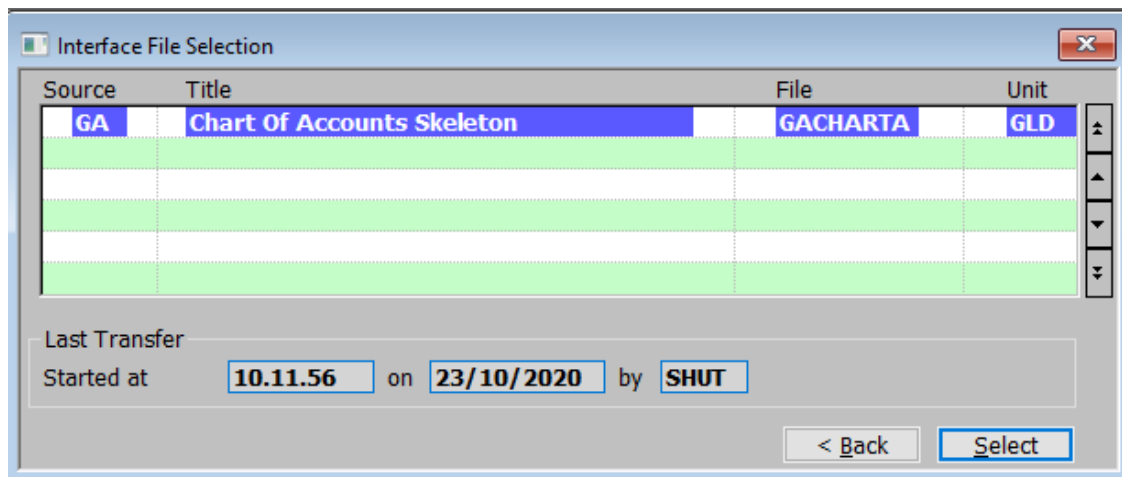 Interface File Selection
Source Title File Unit
GA Chart Of Accounts Skeleton GACHARTA GLD
Last Transfer
Started at 10.11.56 on 23/10/2020 by SHUT
< Back Select